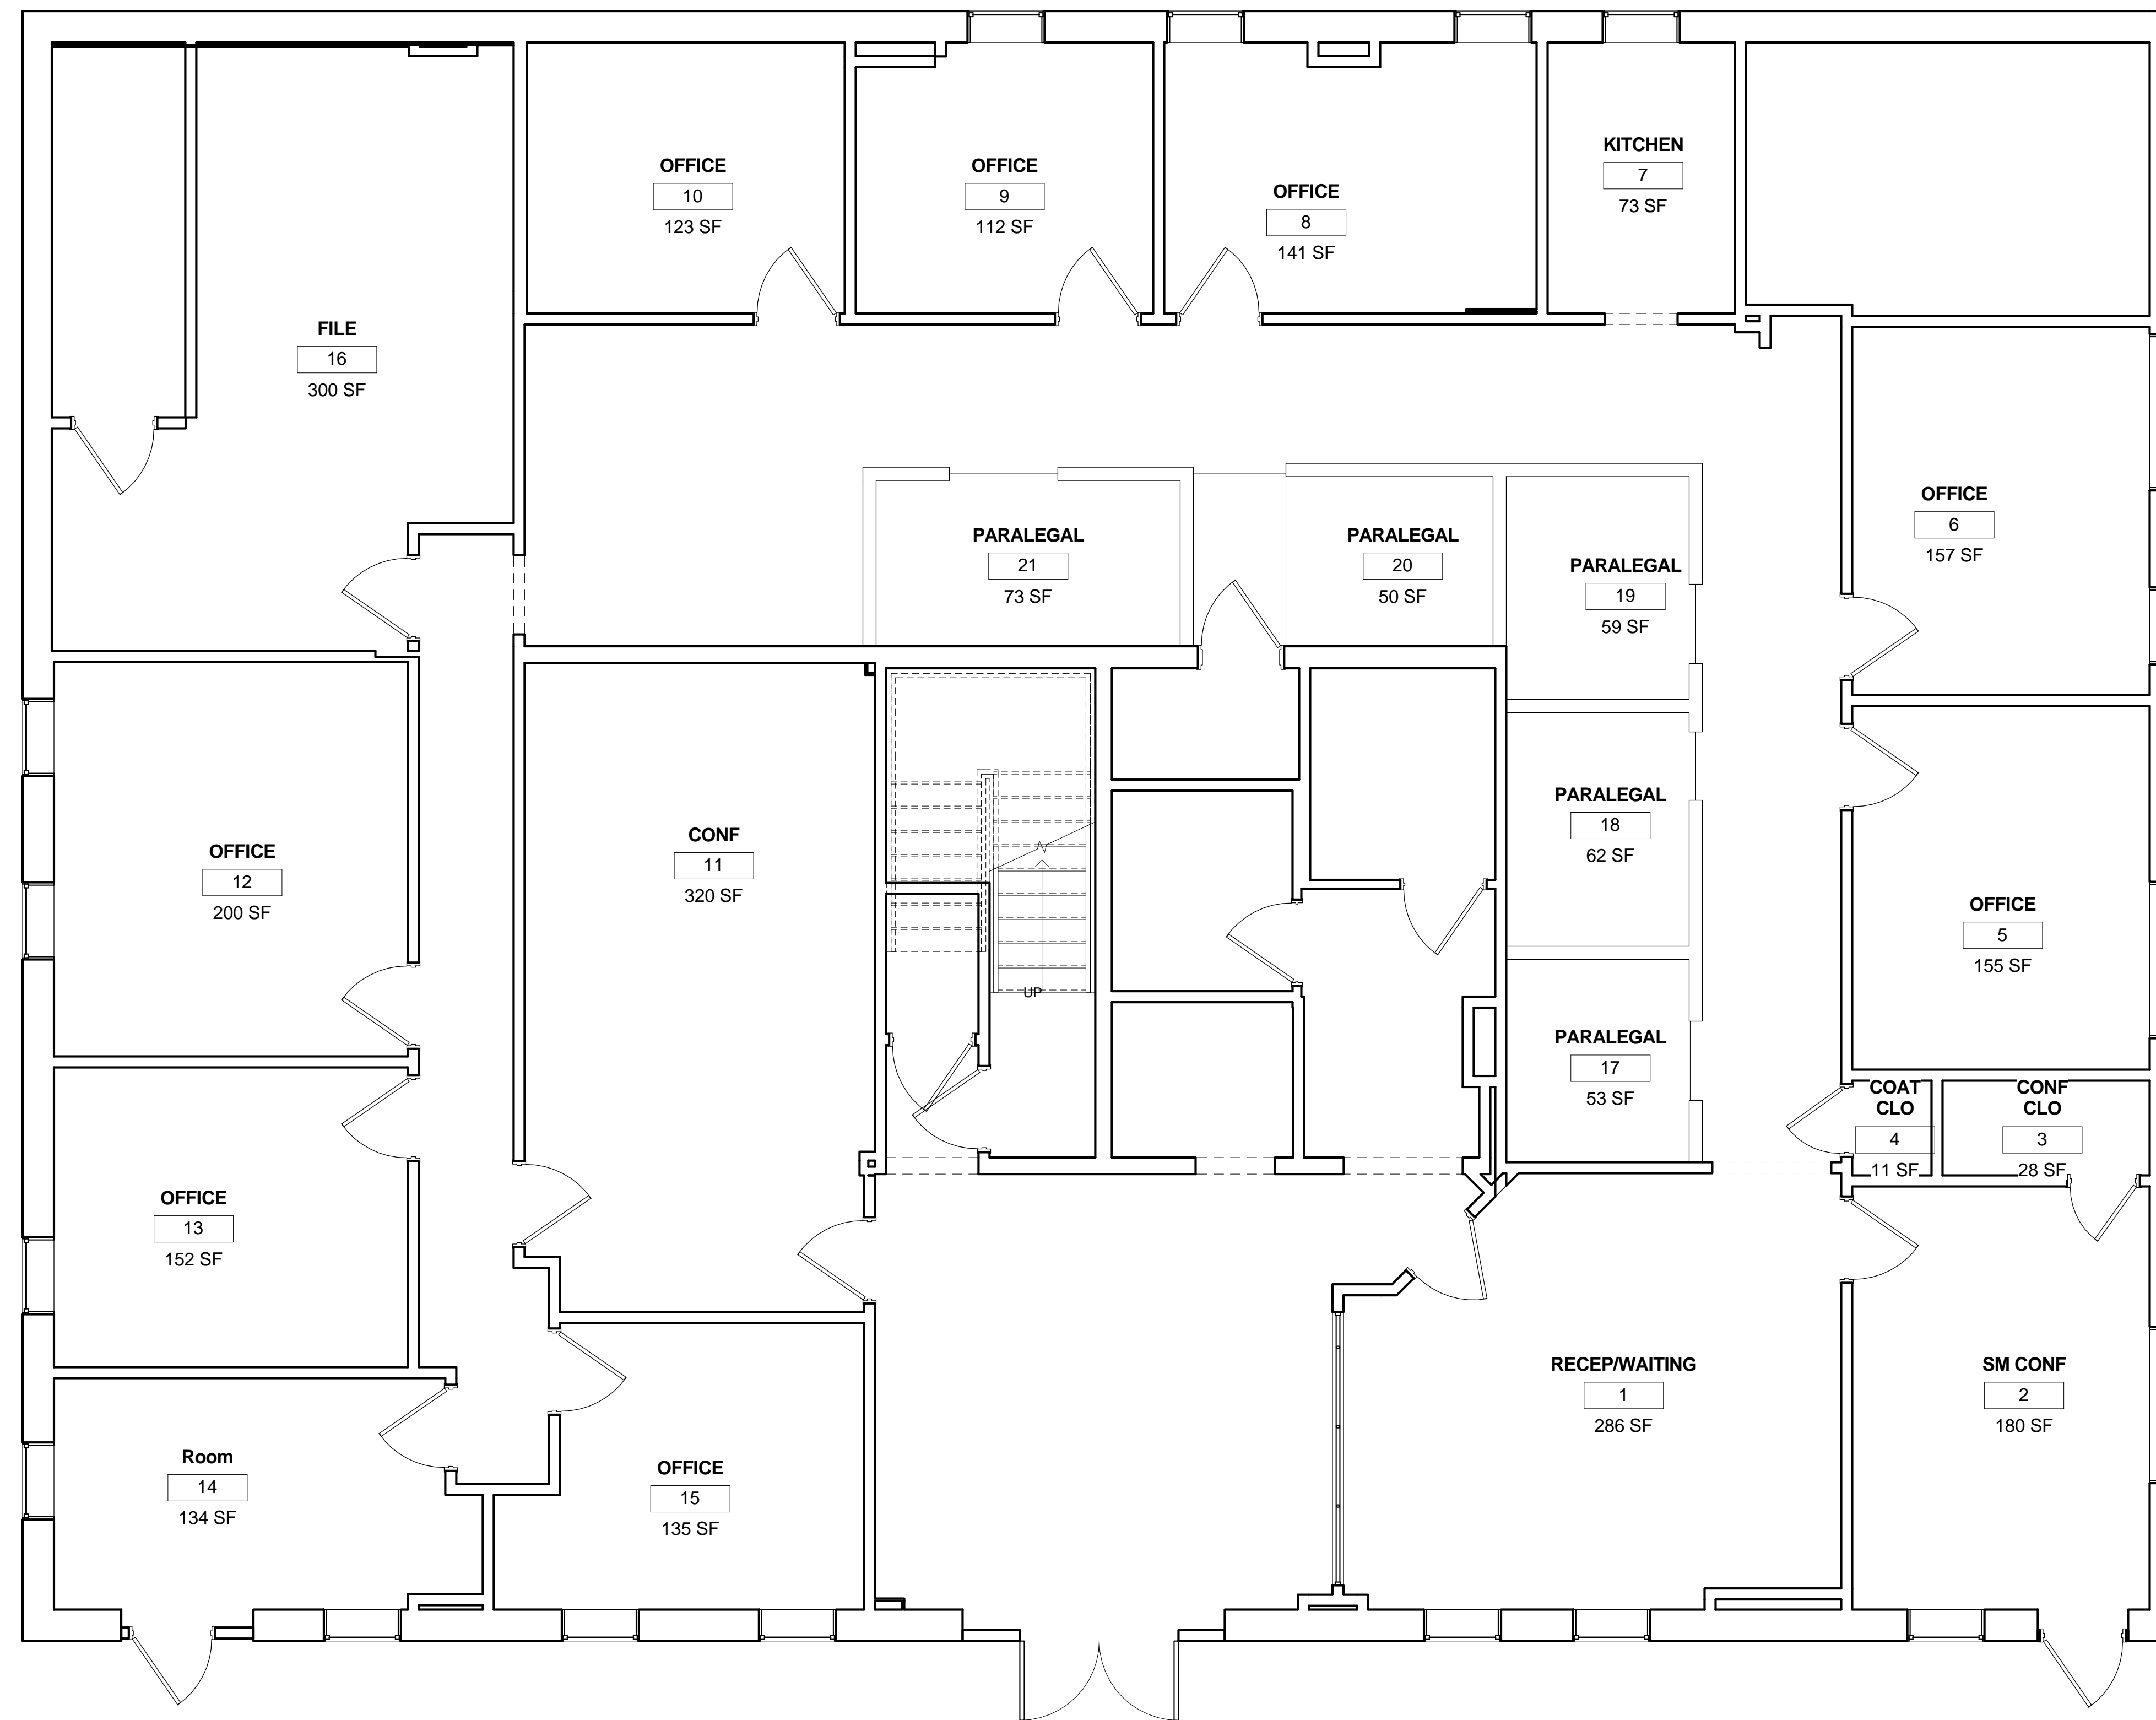 OFFICE
10
123 SF
OFFICE
9
112 SF
OFFICE
8
141 SF
KITCHEN
7
73 SF
FILE
16
300 SF
OFFICE
6
157 SF
PARALEGAL
21
73 SF
PARALEGAL
20
50 SF
PARALEGAL
19
59 SF
PARALEGAL
18
62 SF
CONF
11
320 SF
OFFICE
12
200 SF
OFFICE
5
155 SF
UP
PARALEGAL
17
53 SF
COAT
CLO
4
11 SF
CONF
CLO
3
28 SF
OFFICE
13
152 SF
RECEP/WAITING
1
286 SF
SM CONF
2
180 SF
Room
14
134 SF
OFFICE
15
135 SF